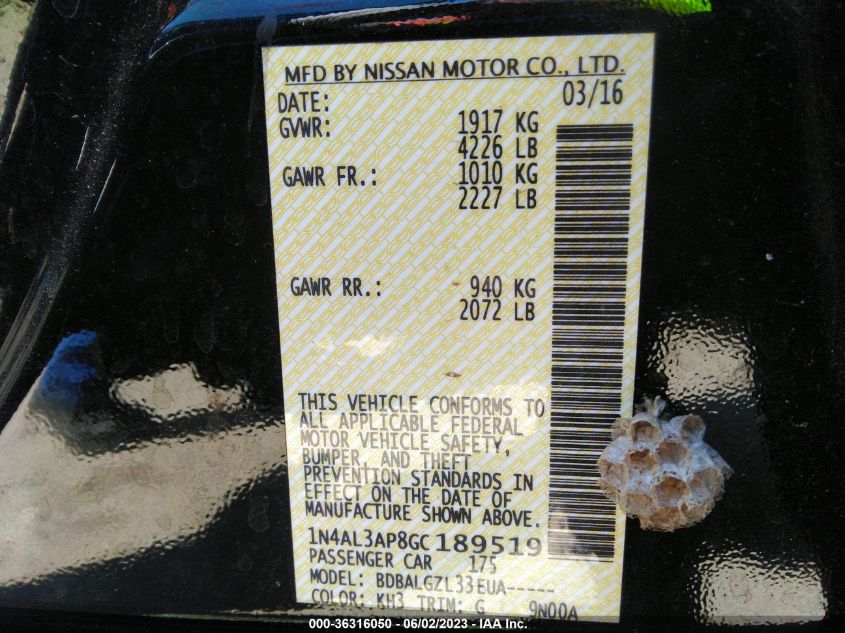 MFD BY NISSAN MOTOR CO., LTD.
DATE: 03/16
GVWR: 1917 KG
4226 LB
GAWR FR.: 1010 KG
2227 LB
GAWR RR.: 940 KG
2072 LB
THIS VEHICLE CONFORMS TO
ALL APPLICABLE FEDERAL
MOTOR VEHICLE SAFETY,
BUMPER, AND THEFT
PREVENTION STANDARDS IN
EFFECT ON THE DATE OF
MANUFACTURE SHOWN ABOVE.
1N4AL3AP8GC189519
PASSENGER CAR 175
MODEL: BDBALGZL33EUA-----
COLOR: KH3 TRIM: G 9N00A
000-36316050 - 06/02/2023 - IAA Inc.